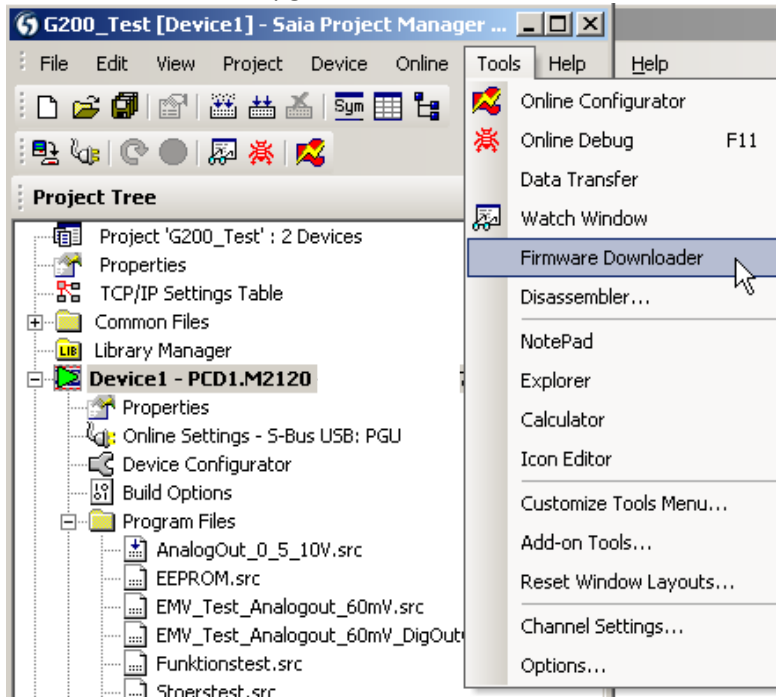 G200_Test [Device1] - Saia Project Manager ...
File Edit View Project Device Online Tools Help Help
Sym
Project Tree
Project 'G200_Test' : 2 Devices
Properties
TCP/IP Settings Table
Common Files
LIB Library Manager
Device1 - PCD1.M2120
Properties
Online Settings - S-Bus USB: PGU
Device Configurator
Build Options
Program Files
AnalogOut_0_5_10V.src
EEPROM.src
EMV_Test_Analogout_60mV.src
EMV_Test_Analogout_60mV_DigOut
Funktionstest.src
Stoerstest.src
Online Configurator
Online Debug F11
Data Transfer
Watch Window
Firmware Downloader
Disassembler...
NotePad
Explorer
Calculator
Icon Editor
Customize Tools Menu...
Add-on Tools...
Reset Window Layouts...
Channel Settings...
Options...